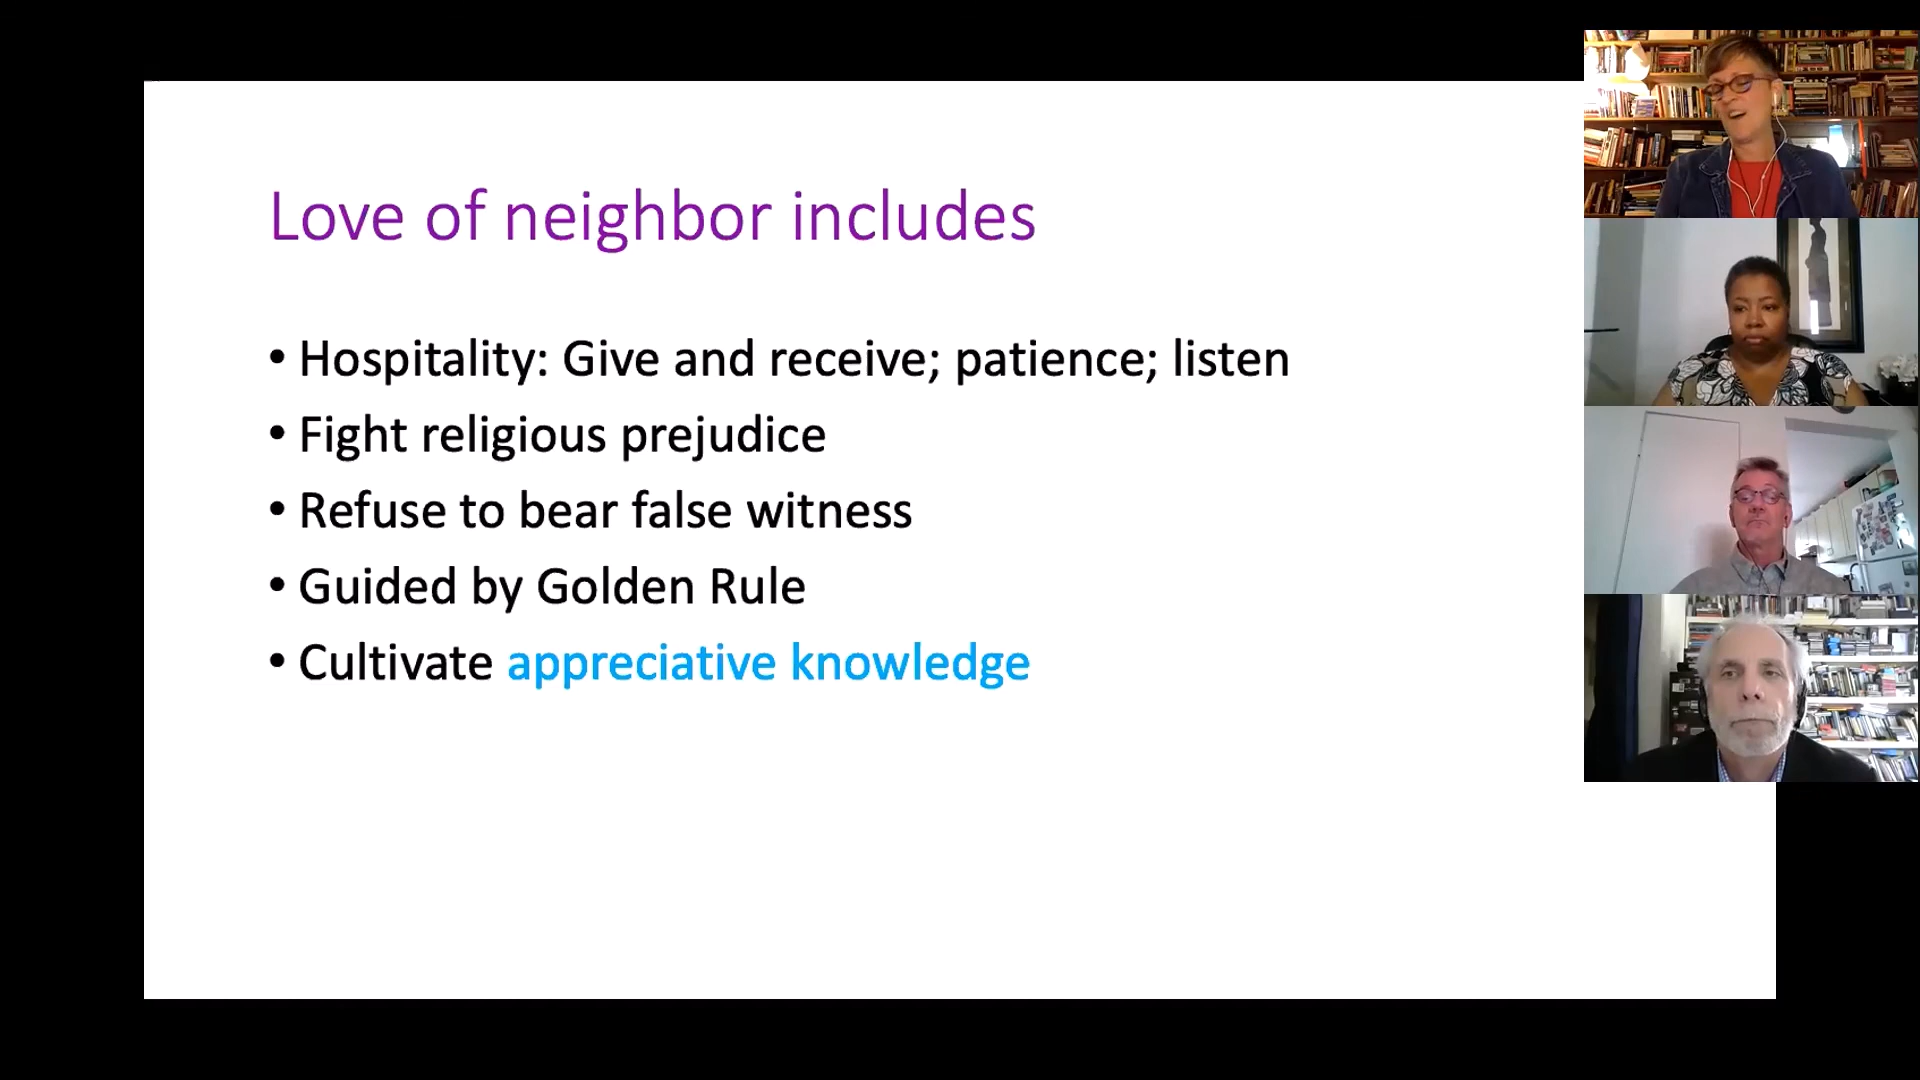 Love of neighbor includes
• Hospitality: Give and receive; patience; listen
• Fight religious prejudice
• Refuse to bear false witness
• Guided by Golden Rule
• Cultivate appreciative knowledge